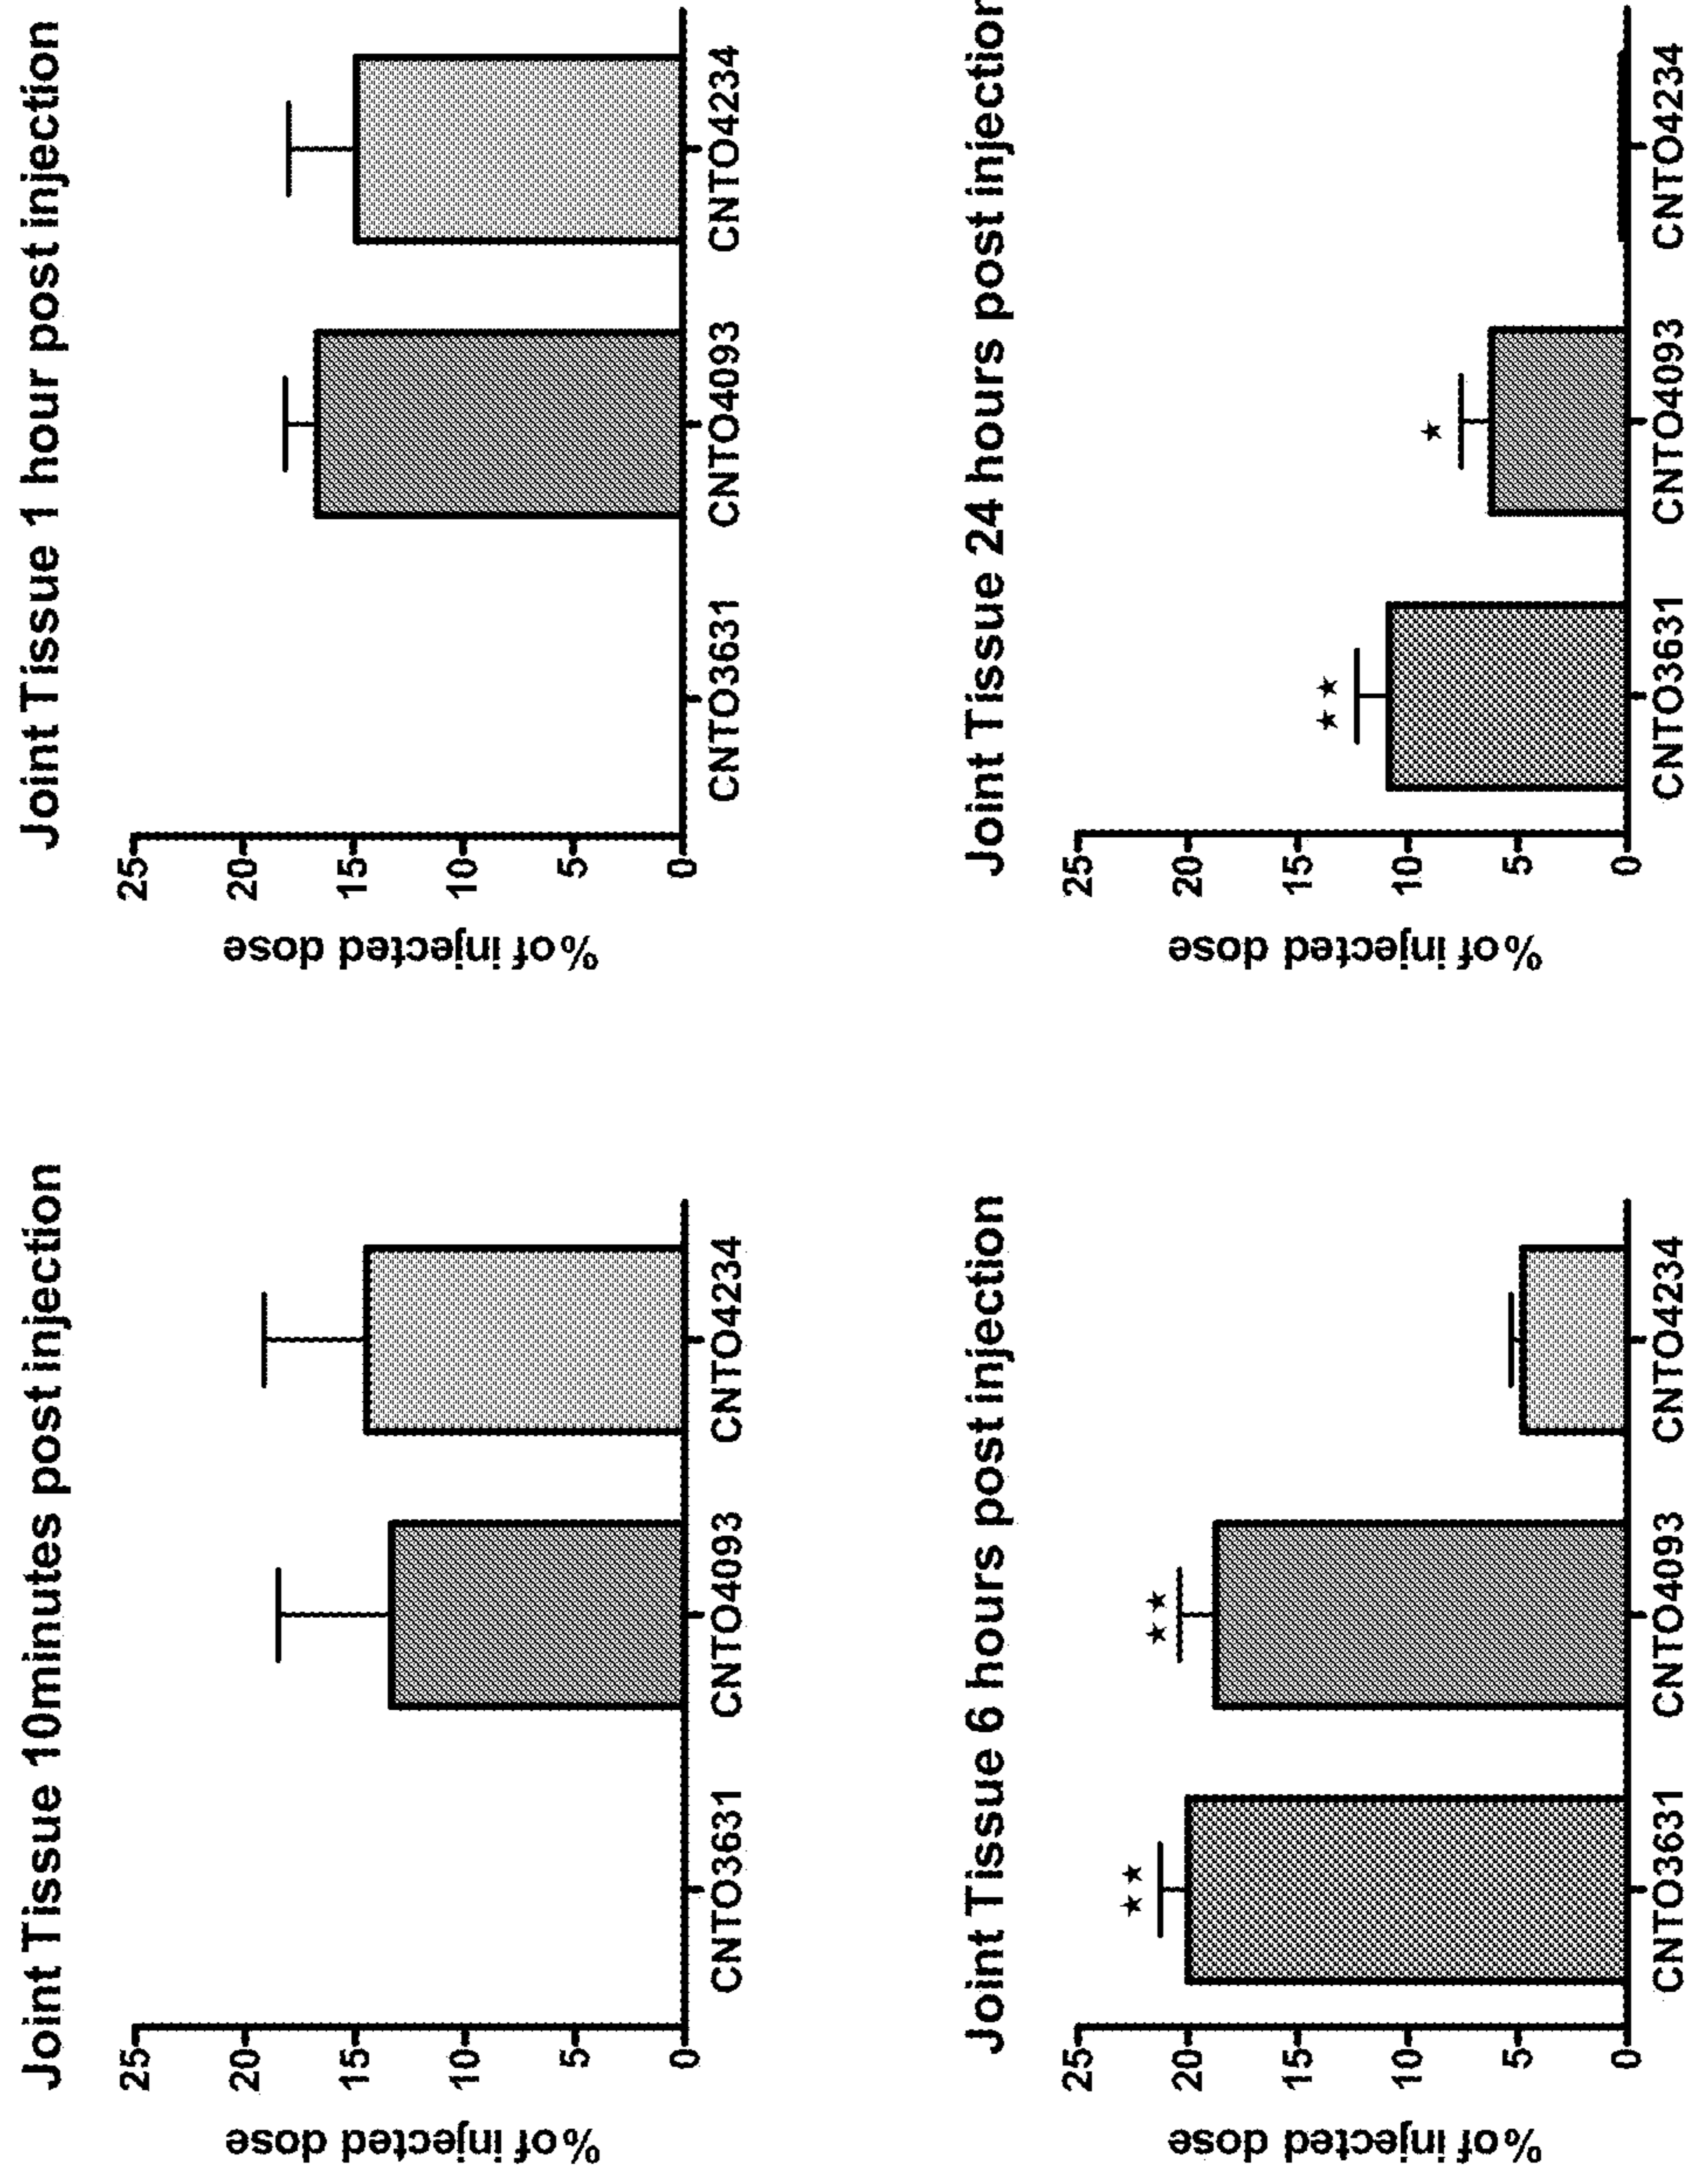 Joint Tissue 10minutes post injection
% of injected dose
25
20
15
10
5
0
CNTO3631 CNTO4093 CNTO4234
Joint Tissue 1 hour post injection
% of injected dose
25
20
15
10
5
0
CNTO3631 CNTO4093 CNTO4234
Joint Tissue 6 hours post injection
% of injected dose
25
20
15
10
5
0
★★
★★
CNTO3631 CNTO4093 CNTO4234
Joint Tissue 24 hours post injection
% of injected dose
25
20
15
10
5
0
★★
★
CNTO3631 CNTO4093 CNTO4234